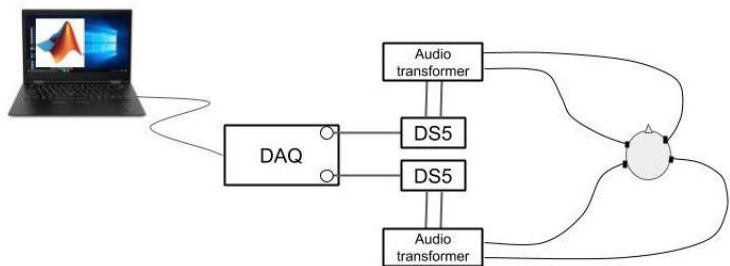 Audio
transformer
DS5
DAQ
DS5
Audio
transformer